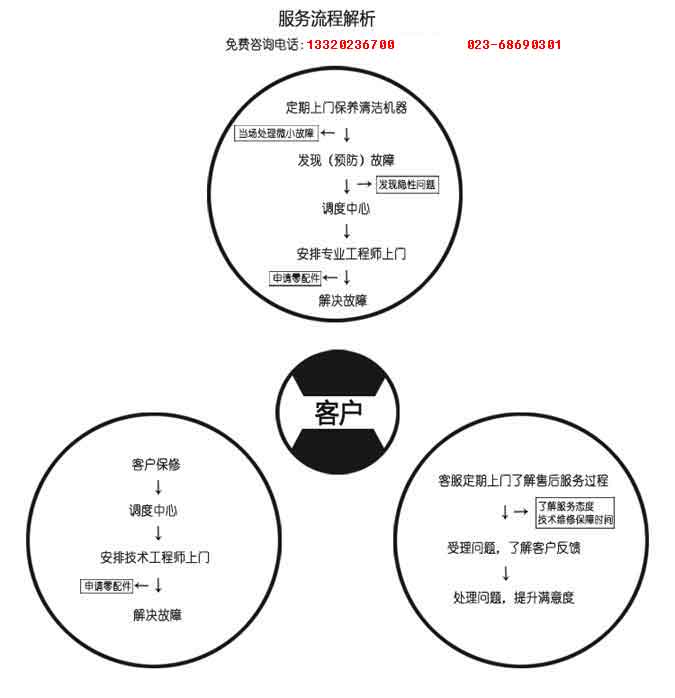 服务流程解析
免费咨询电话:13320236700 023-68690301
定期上门保养清洁机器
当场处理微小故障
发现（预防）故障
发现隐性问题
调度中心
安排专业工程师上门
申请零配件
解决故障
客户
客户保修
调度中心
安排技术工程师上门
申请零配件
解决故障
客服定期上门了解售后服务过程
了解服务态度
技术维修保障时间
受理问题，了解客户反馈
处理问题，提升满意度